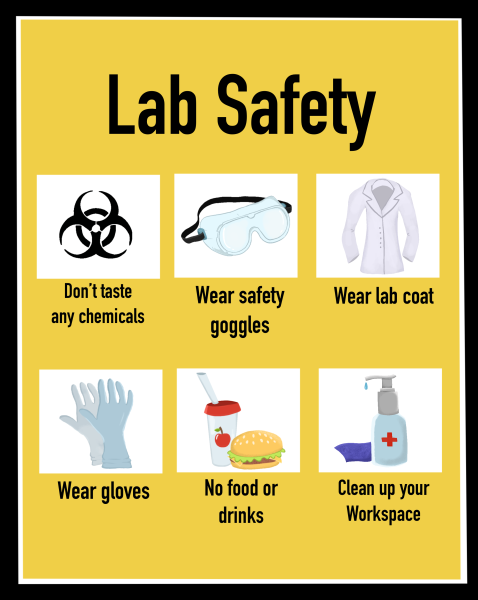 Lab Safety
Don't taste
any chemicals
Wear safety
goggles
Wear lab coat
Wear gloves
No food or
drinks
Clean up your
Workspace